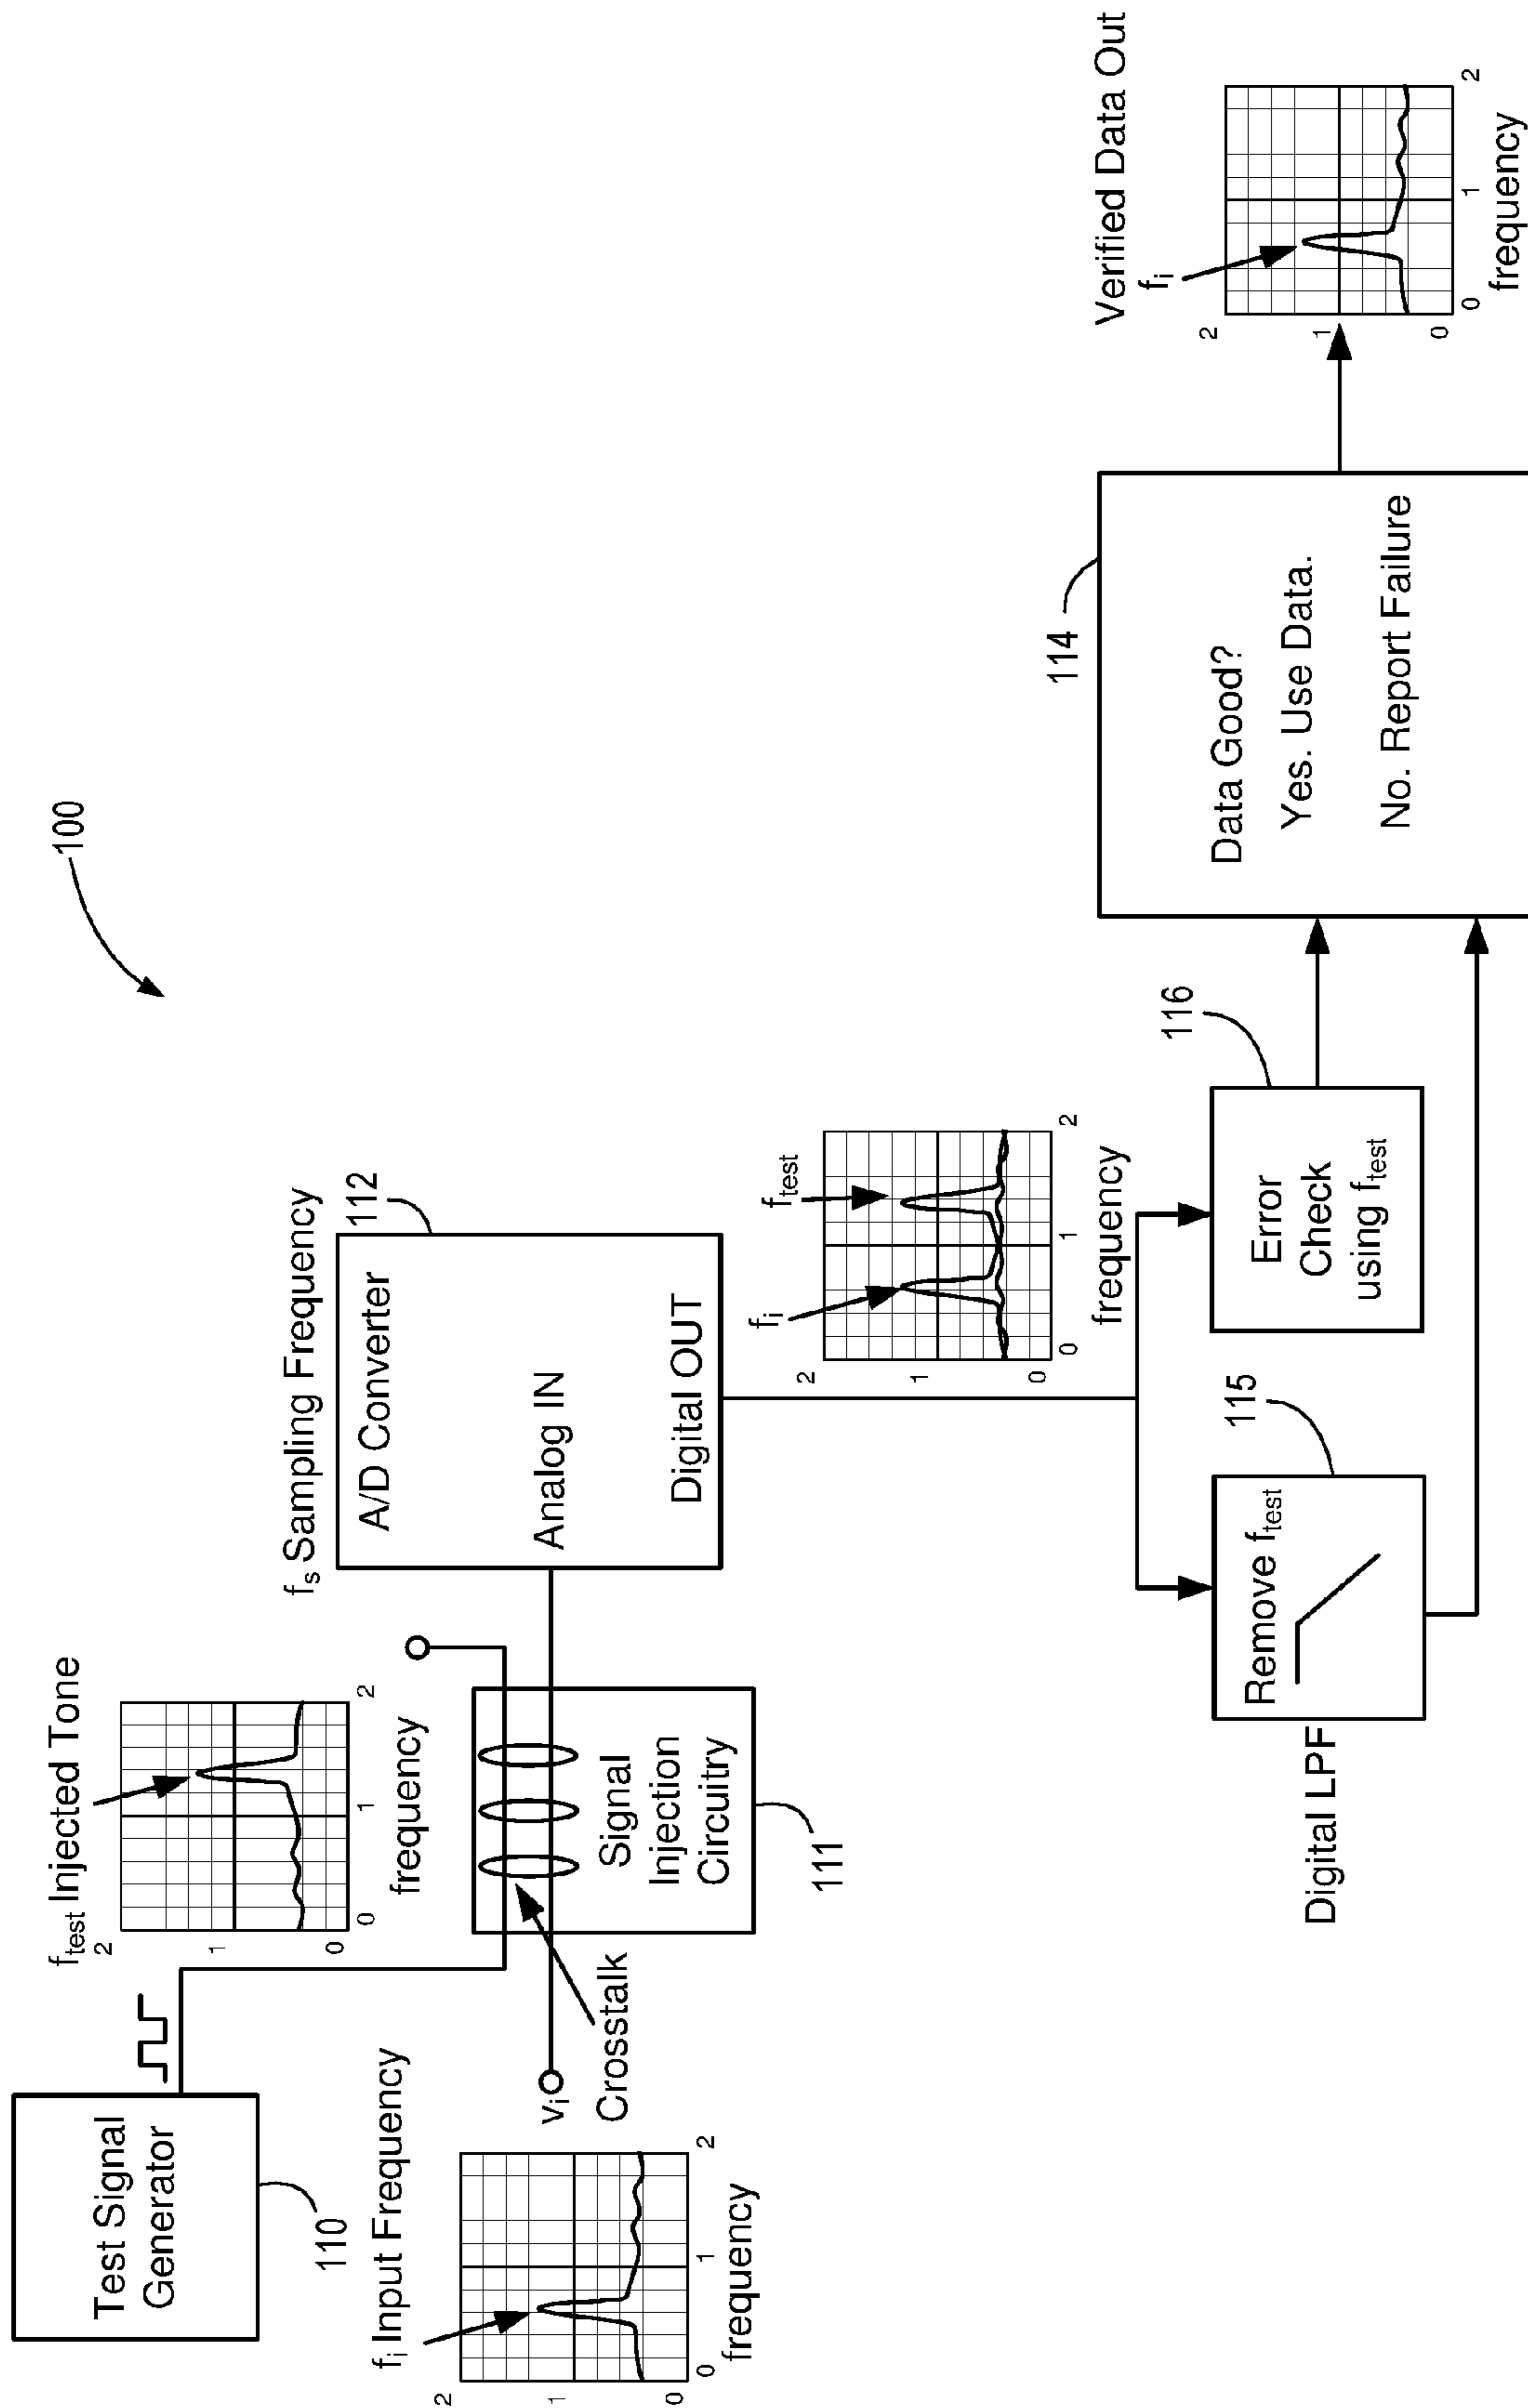 100
Test Signal
Generator
110
f_test Injected Tone
2
1
0
0
1
2
frequency
f_i Input Frequency
2
1
0
0
1
2
frequency
v_i
Crosstalk
Signal
Injection
Circuitry
111
f_s Sampling Frequency
112
A/D Converter
Analog IN
Digital OUT
f_i
f_test
2
1
0
0
1
2
frequency
Digital LPF
Remove f_test
115
Error
Check
using f_test
116
114
Data Good?
Yes. Use Data.
No. Report Failure
Verified Data Out
f_i
2
1
0
0
1
2
frequency